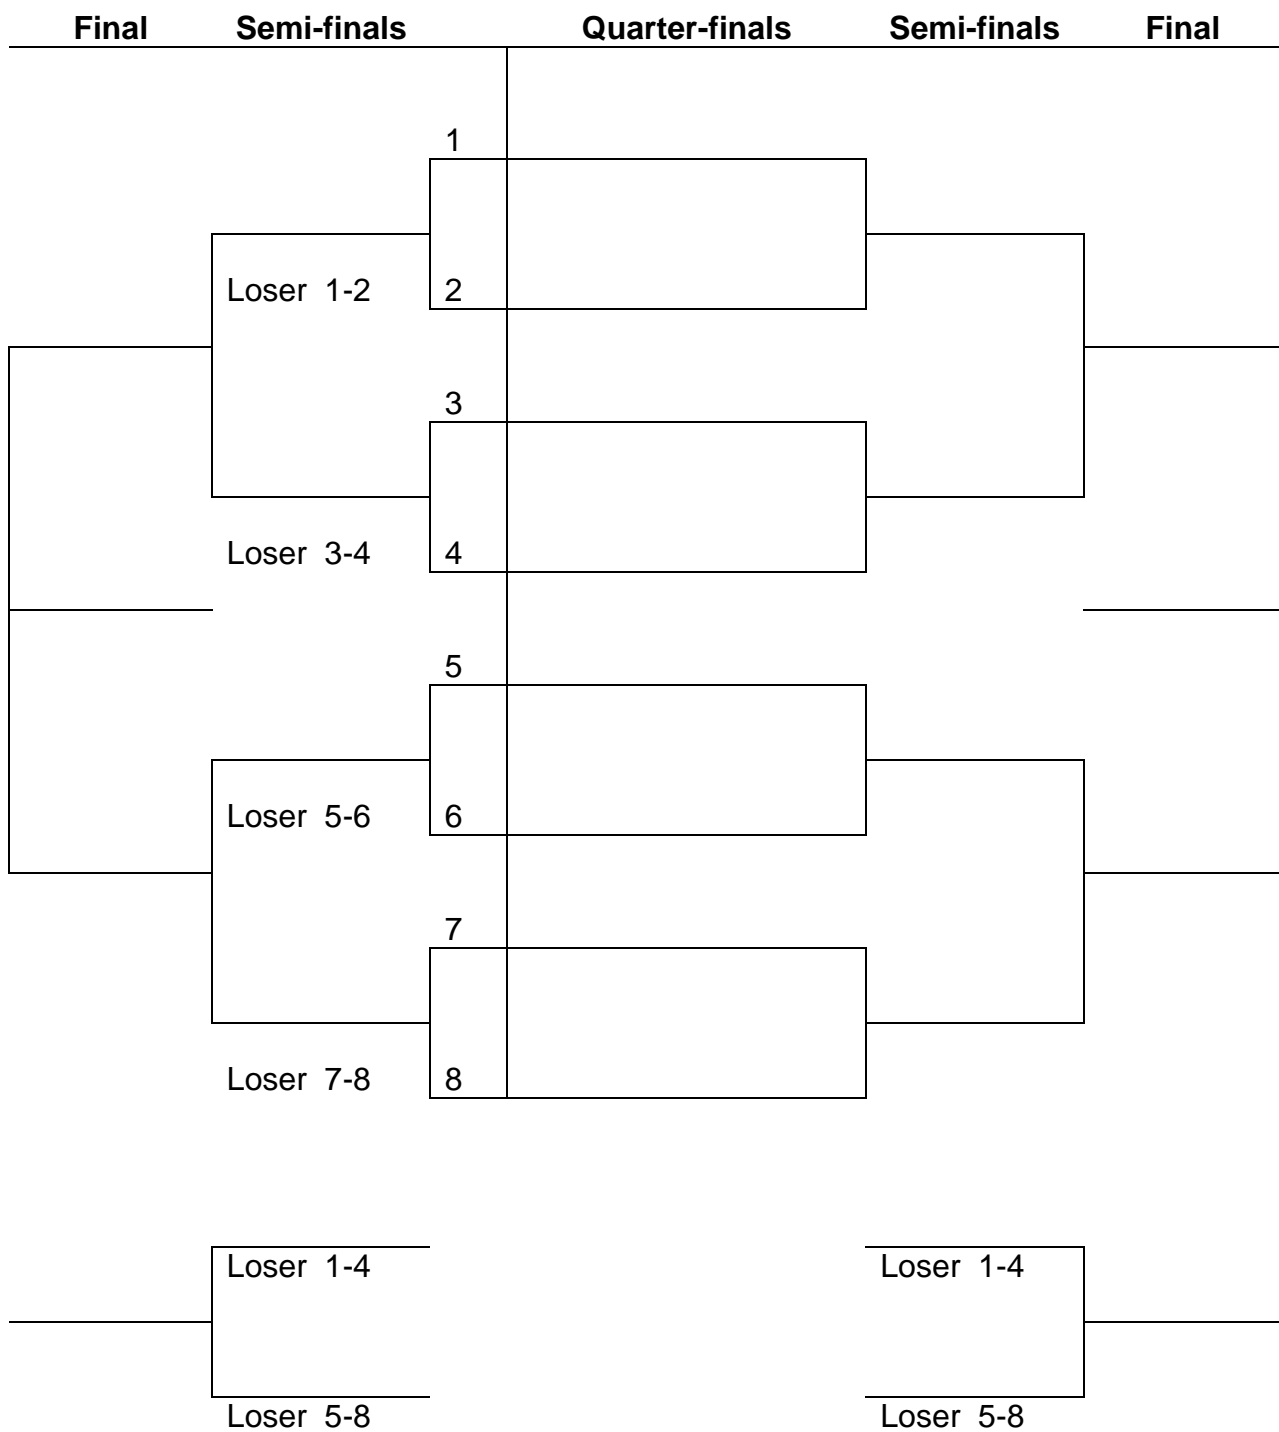 Final Semi-finals Quarter-finals Semi-finals Final
1
Loser 1-2 2
3
Loser 3-4 4
5
Loser 5-6 6
7
Loser 7-8 8
Loser 1-4 Loser 1-4
Loser 5-8 Loser 5-8